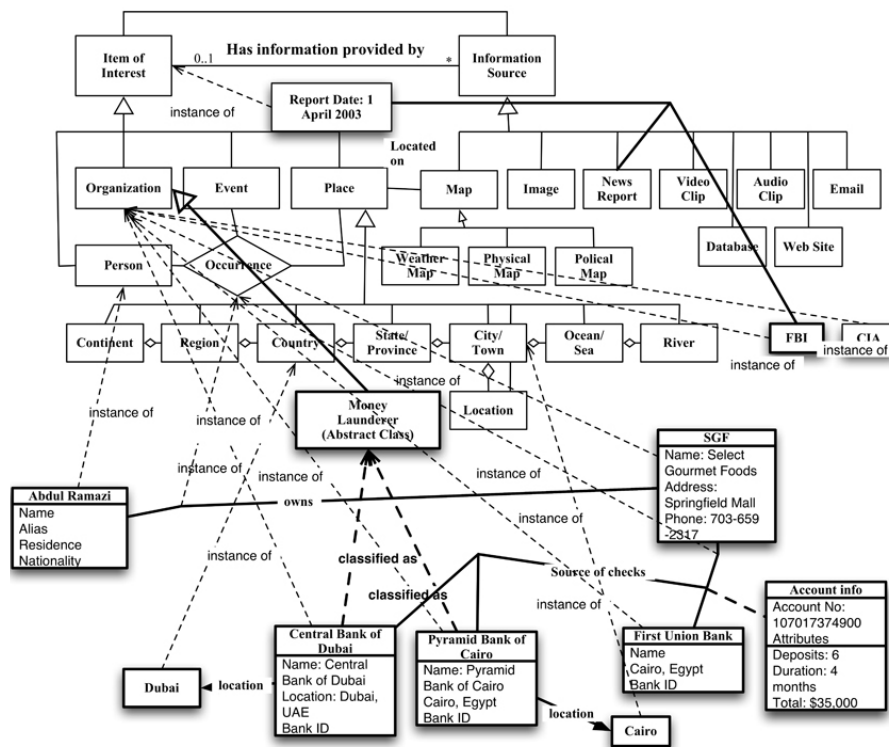 Item of
Interest
Has information provided by
0..1
*
Information
Source
instance of
Report Date: 1
April 2003
Located
on
Organization
Event
Place
Map
Image
News
Report
Video
Clip
Audio
Clip
Email
Database
Web Site
Person
Occurrence
Weather
Map
Physical
Map
Polical
Map
Continent
Region
Country
State/
Province
City/
Town
Ocean/
Sea
River
FBI
CIA
instance of
instance of
instance of
Location
Money
Launderer
(Abstract Class)
instance of
instance of
SGF
Name: Select
Gourmet Foods
Address:
Springfield Mall
Phone: 703-659
-2317
instance of
instance of
Abdul Ramazi
Name
Alias
Residence
Nationality
owns
instance of
instance of
classified as
Source of checks
classified as
instance of
Account info
Account No:
107017374900
Attributes
Deposits: 6
Duration: 4
months
Total: $35,000
Central Bank of
Dubai
Name: Central
Bank of Dubai
Location: Dubai,
UAE
Bank ID
Pyramid Bank of
Cairo
Name: Pyramid
Bank of Cairo
Cairo, Egypt
Bank ID
First Union Bank
Name
Cairo, Egypt
Bank ID
Dubai
location
location
Cairo